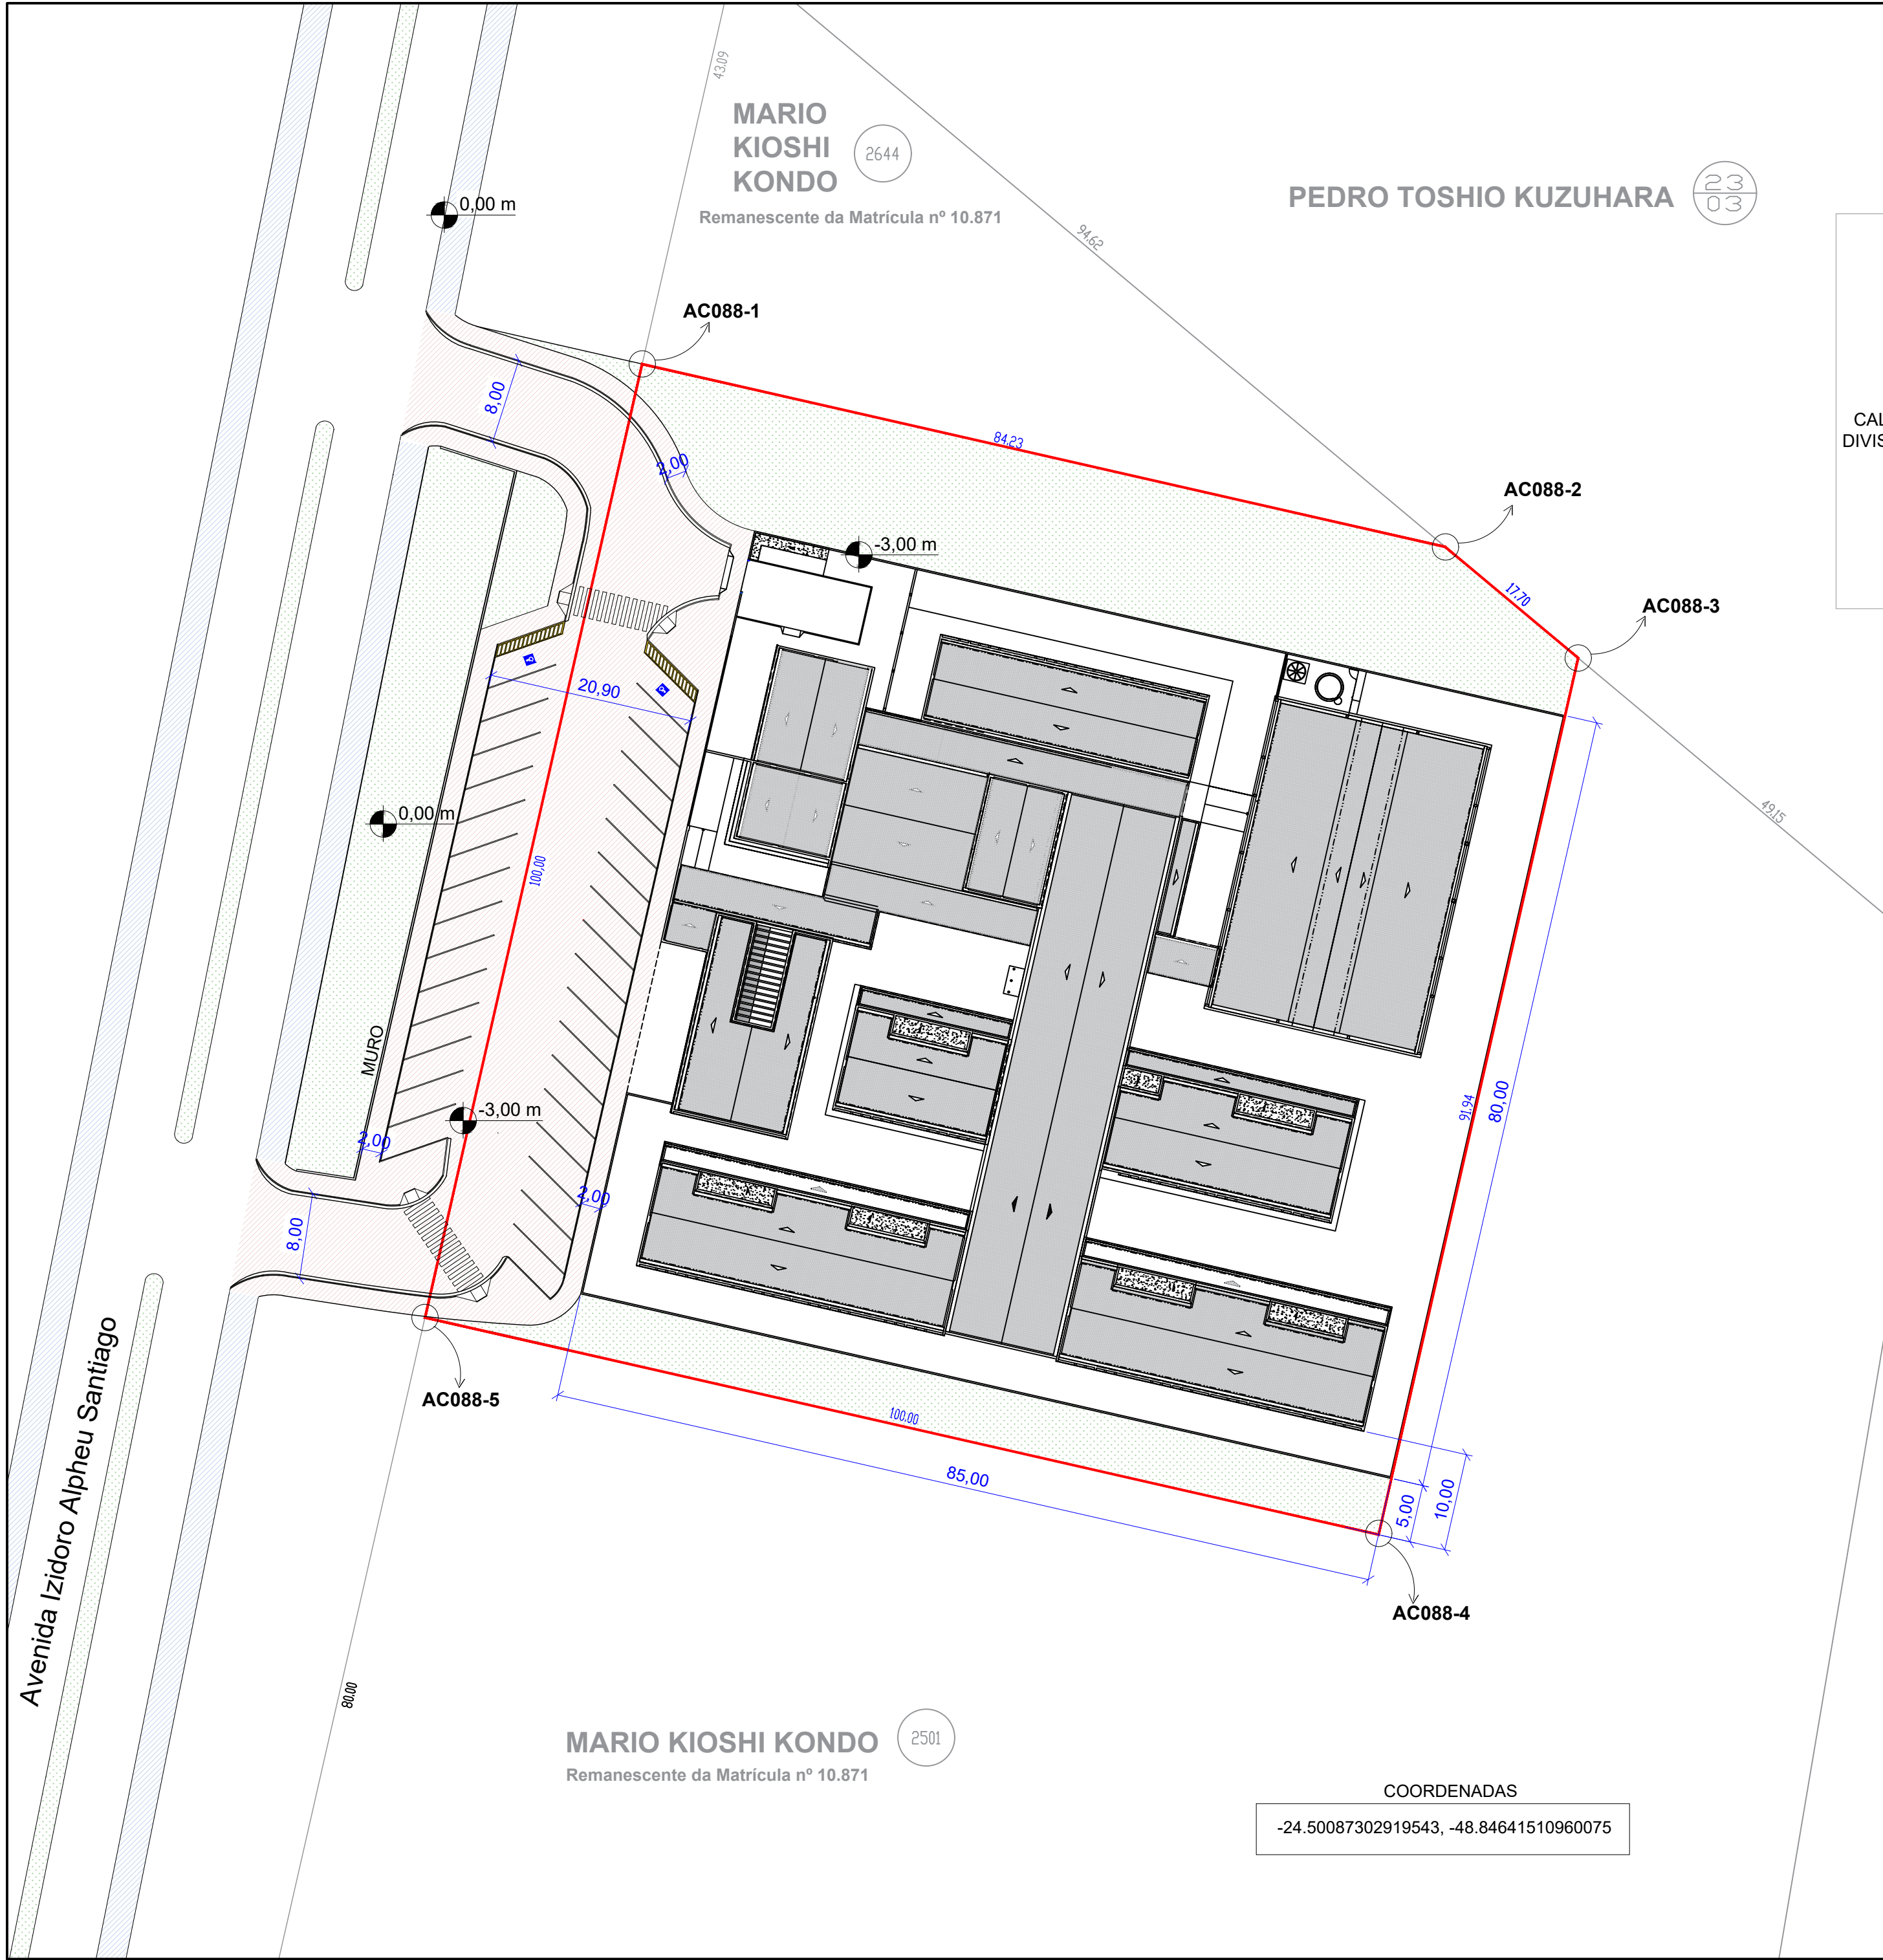 43.09
MARIO
KIOSHI
KONDO
2644
Remanescente da Matrícula nº 10.871
PEDRO TOSHIO KUZUHARA
23
03
0,00 m
94.62
AC088-1
CAL
DIVIS
8,00
84.23
2,00
AC088-2
-3,00 m
17.70
AC088-3
20,90
0,00 m
49.15
100,00
MURO
-3,00 m
2,00
91.94
80,00
2,00
8,00
Avenida Izidoro Alpheu Santiago
AC088-5
100.00
85,00
5,00
10,00
AC088-4
80.00
MARIO KIOSHI KONDO
2501
Remanescente da Matrícula nº 10.871
COORDENADAS
-24.50087302919543, -48.84641510960075